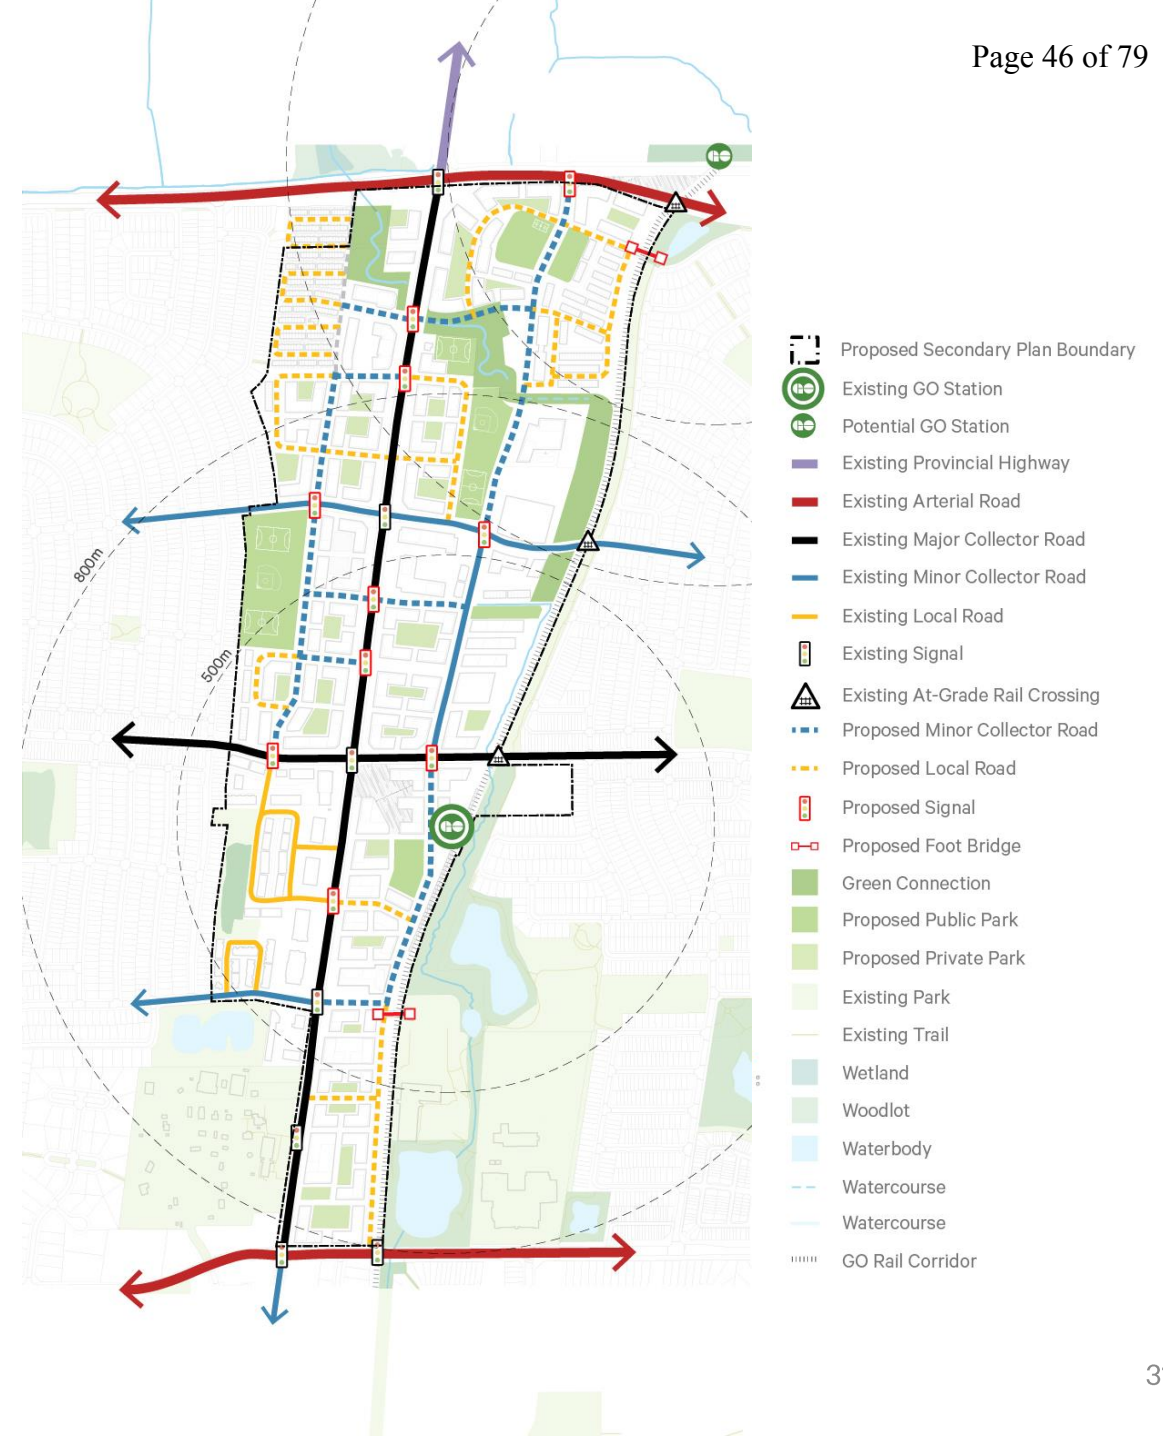 Page 46 of 79
Proposed Secondary Plan Boundary
Existing GO Station
Potential GO Station
Existing Provincial Highway
Existing Arterial Road
Existing Major Collector Road
Existing Minor Collector Road
Existing Local Road
Existing Signal
Existing At-Grade Rail Crossing
Proposed Minor Collector Road
Proposed Local Road
Proposed Signal
Proposed Foot Bridge
Green Connection
Proposed Public Park
Proposed Private Park
Existing Park
Existing Trail
Wetland
Woodlot
Waterbody
Watercourse
Watercourse
GO Rail Corridor
800m
500m